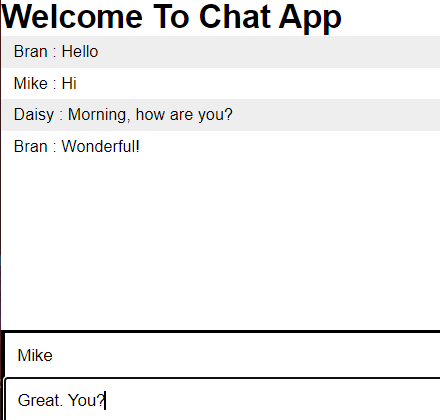 Welcome To Chat App
Bran : Hello
Mike : Hi
Daisy : Morning, how are you?
Bran : Wonderful!
Mike
Great. You?